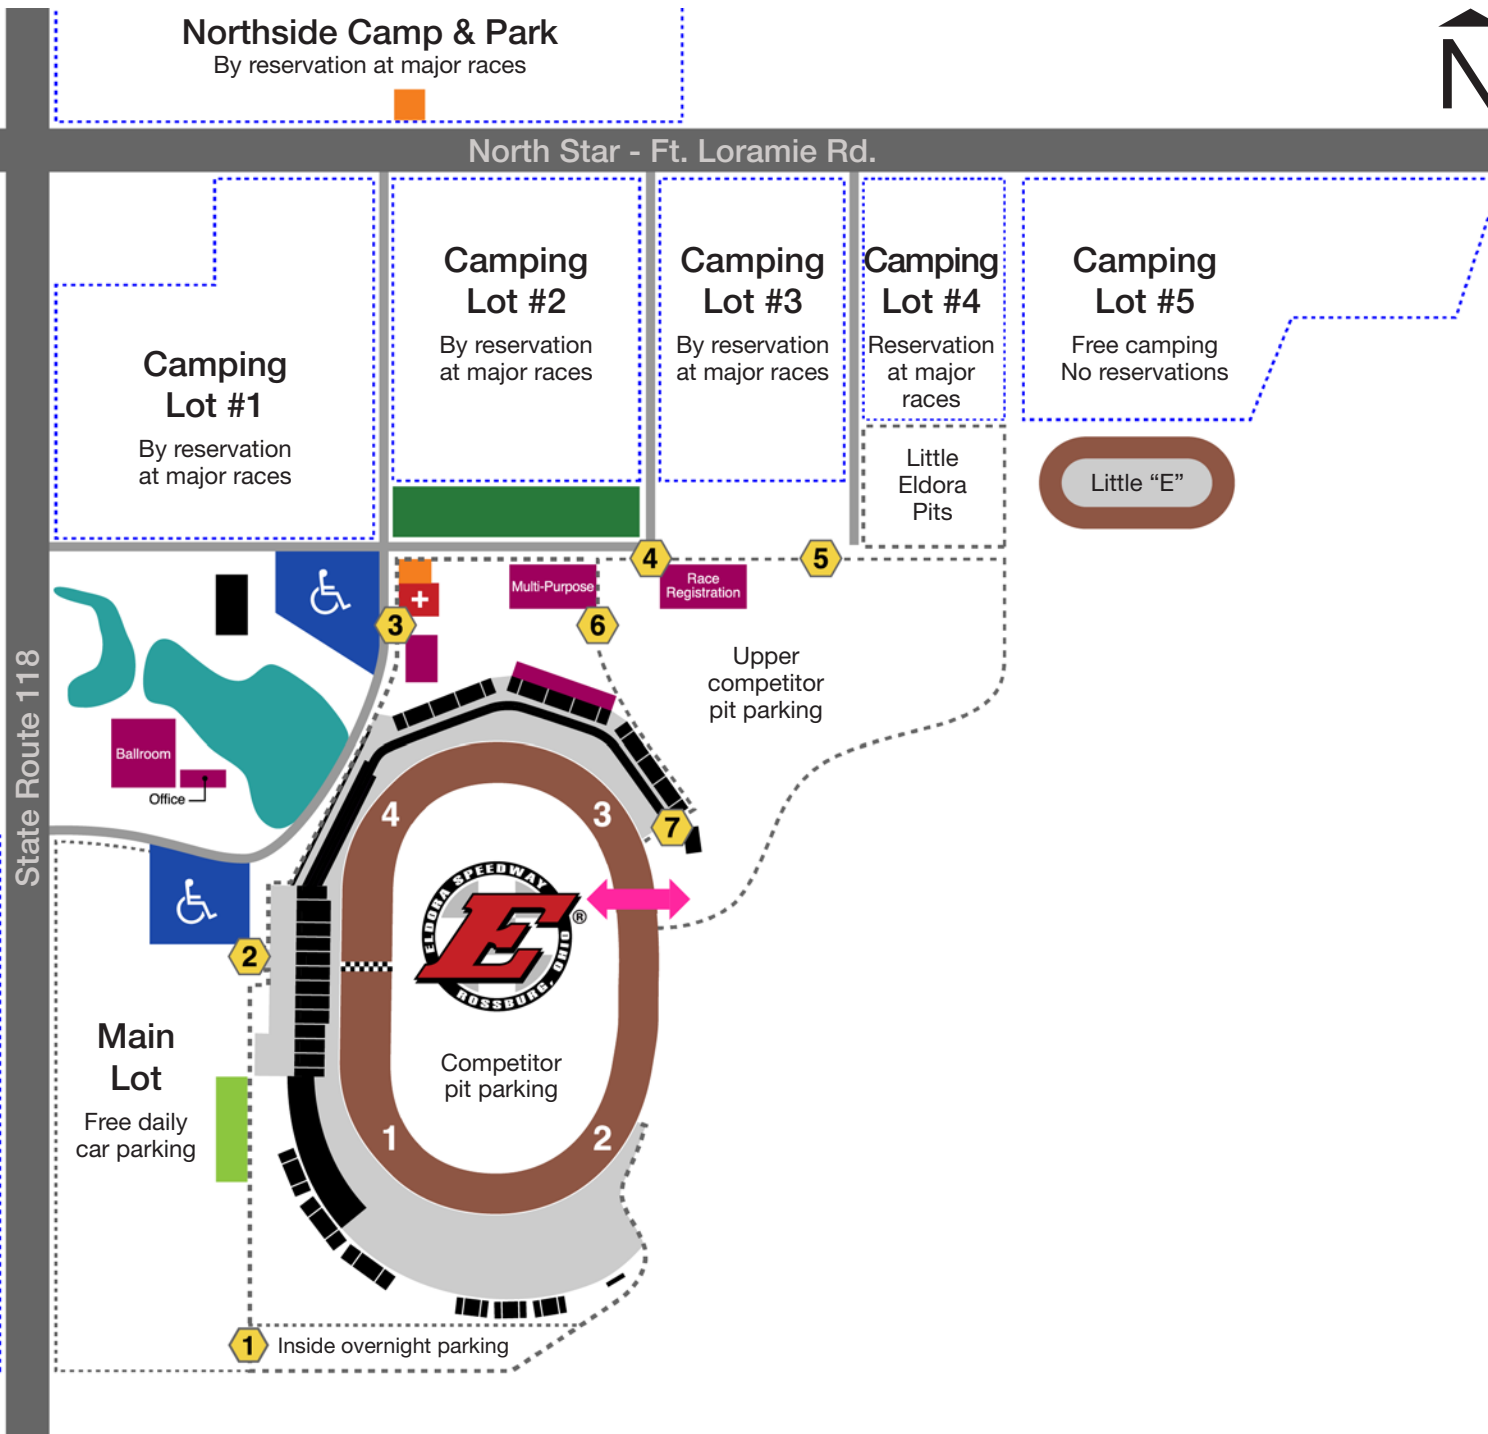 Northside Camp & Park
By reservation at major races
N
North Star - Ft. Loramie Rd.
Camping
Lot #1
By reservation
at major races
Camping
Lot #2
By reservation
at major races
Camping
Lot #3
By reservation
at major races
Camping
Lot #4
Reservation
at major
races
Camping
Lot #5
Free camping
No reservations
Little
Eldora
Pits
Little “E”
4
5
Multi-Purpose
Race
Registration
3
6
Upper
competitor
pit parking
State Route 118
Ballroom
Office
4
3
7
ELDORA SPEEDWAY
E
®
ROSSBURG, OHIO
2
Main
Lot
Free daily
car parking
Competitor
pit parking
1
2
1
Inside overnight parking